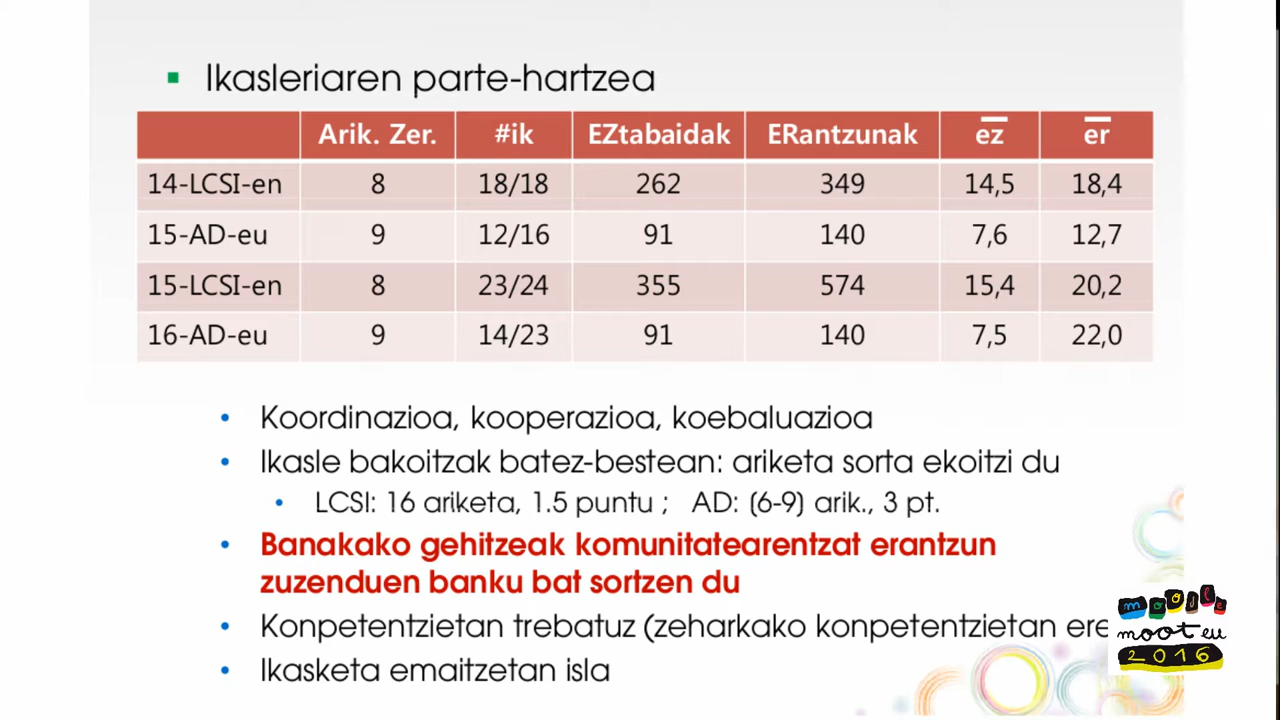 Ikasleriaren parte-hartzea
Arik. Zer. #ik EZtabaidak ERantzunak ez er
14-LCSI-en 8 18/18 262 349 14,5 18,4
15-AD-eu 9 12/16 91 140 7,6 12,7
15-LCSI-en 8 23/24 355 574 15,4 20,2
16-AD-eu 9 14/23 91 140 7,5 22,0
Koordinazioa, kooperazioa, koebaluazioa
Ikasle bakoitzak batez-bestean: ariketa sorta ekoitzi du
LCSI: 16 ariketa, 1.5 puntu ; AD: (6-9) arik., 3 pt.
Banakako gehitzeak komunitatearentzat erantzun
zuzenduen banku bat sortzen du
Konpetentzietan trebatuz (zeharkako konpetentzietan ere
Ikasketa emaitzetan isla
moodle
moot eu
2016